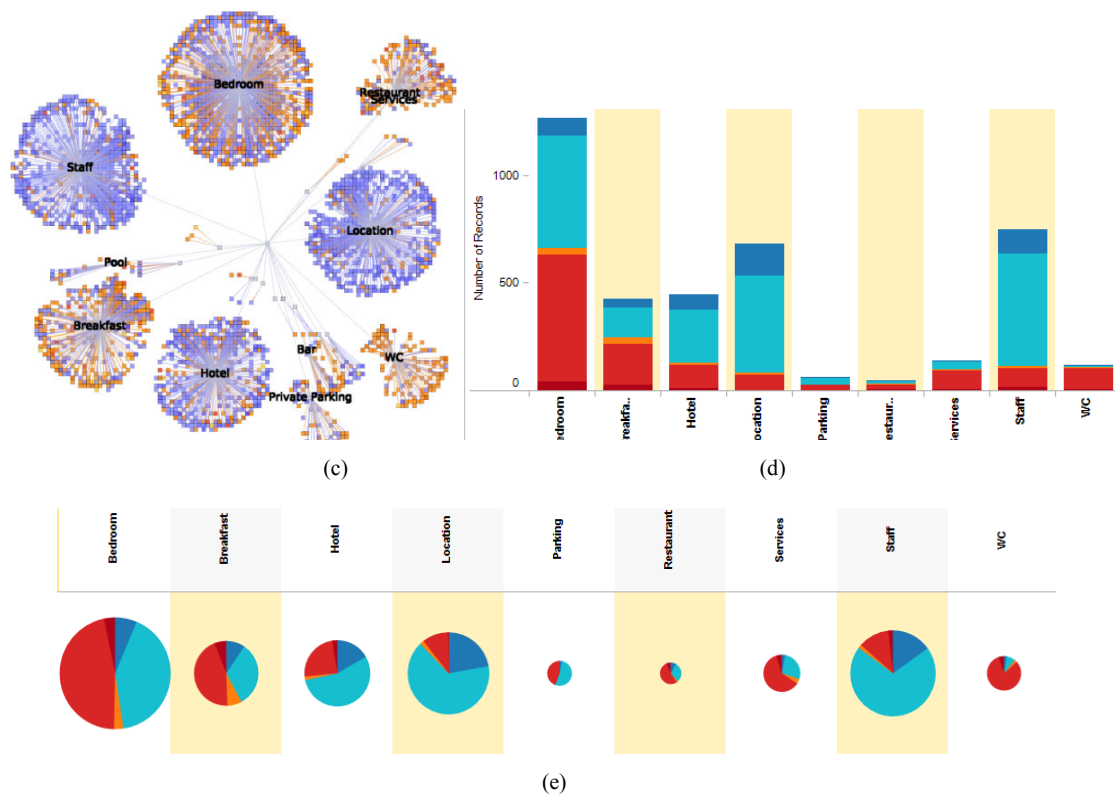 Bedroom
Restaurant
Services
Staff
Location
Pool
Breakfast
Hotel
Bar
WC
Private Parking
(c)
Number of Records
1000
500
0
edroom
reakfa..
Hotel
ocation
Parking
estaur..
ervices
Staff
WC
(d)
Bedroom
Breakfast
Hotel
Location
Parking
Restaurant
Services
Staff
WC
(e)